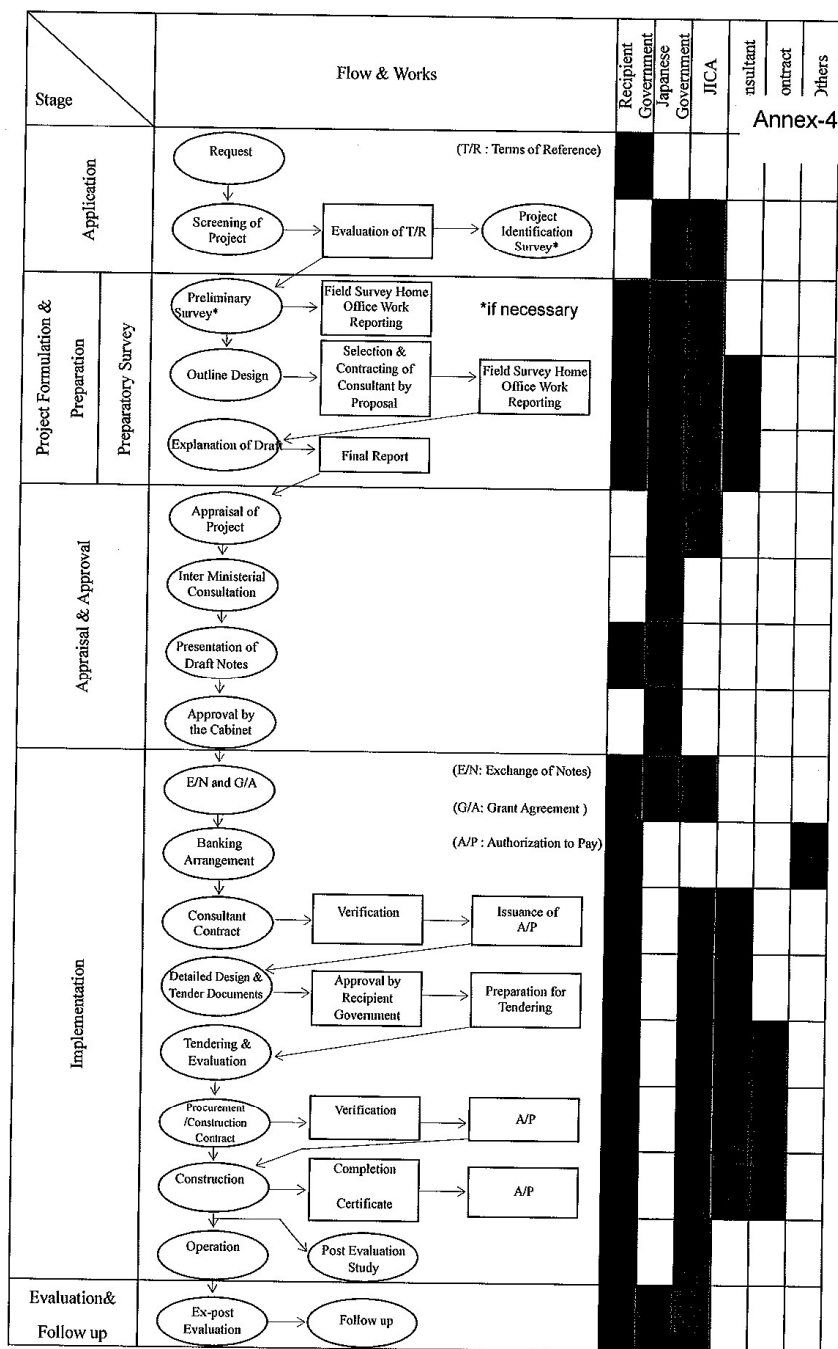 Stage
Flow & Works
Recipient
Government
Japanese
Government
JICA
nsultant
ontract
Others
Annex-4
Application
Request
(T/R : Terms of Reference)
Screening of
Project
Evaluation of T/R
Project
Identification
Survey*
Project Formulation &
Preparation
Preparatory Survey
Preliminary
Survey*
Field Survey Home
Office Work
Reporting
*if necessary
Outline Design
Selection &
Contracting of
Consultant by
Proposal
Field Survey Home
Office Work
Reporting
Explanation of Draft
Final Report
Appraisal & Approval
Appraisal of
Project
Inter Ministerial
Consultation
Presentation of
Draft Notes
Approval by
the Cabinet
Implementation
E/N and G/A
(E/N: Exchange of Notes)
(G/A: Grant Agreement )
Banking
Arrangement
(A/P : Authorization to Pay)
Consultant
Contract
Verification
Issuance of
A/P
Detailed Design &
Tender Documents
Approval by
Recipient
Government
Preparation for
Tendering
Tendering &
Evaluation
Procurement
/Construction
Contract
Verification
A/P
Construction
Completion
Certificate
A/P
Operation
Post Evaluation
Study
Evaluation&
Follow up
Ex-post
Evaluation
Follow up